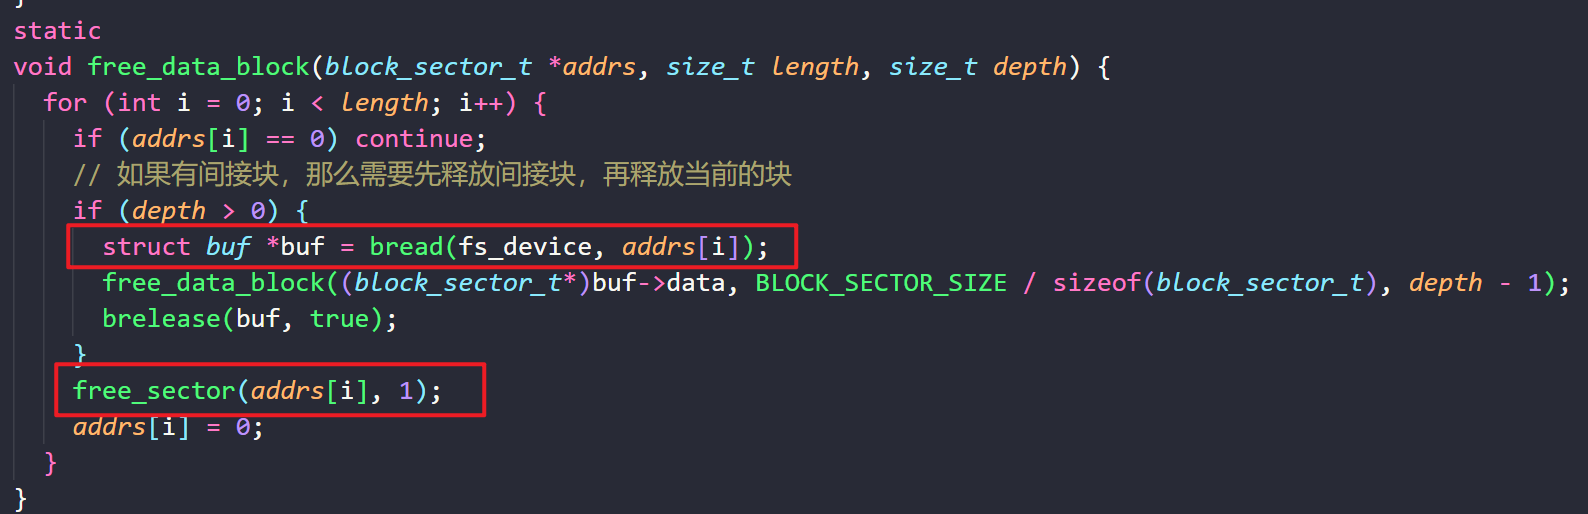 }
static
void free_data_block(block_sector_t *addrs, size_t length, size_t depth) {
  for (int i = 0; i < length; i++) {
    if (addrs[i] == 0) continue;
    // 如果有间接块，那么需要先释放间接块，再释放当前的块
    if (depth > 0) {
      struct buf *buf = bread(fs_device, addrs[i]);
      free_data_block((block_sector_t*)buf->data, BLOCK_SECTOR_SIZE / sizeof(block_sector_t), depth - 1);
      brelease(buf, true);
    }
    free_sector(addrs[i], 1);
    addrs[i] = 0;
  }
}